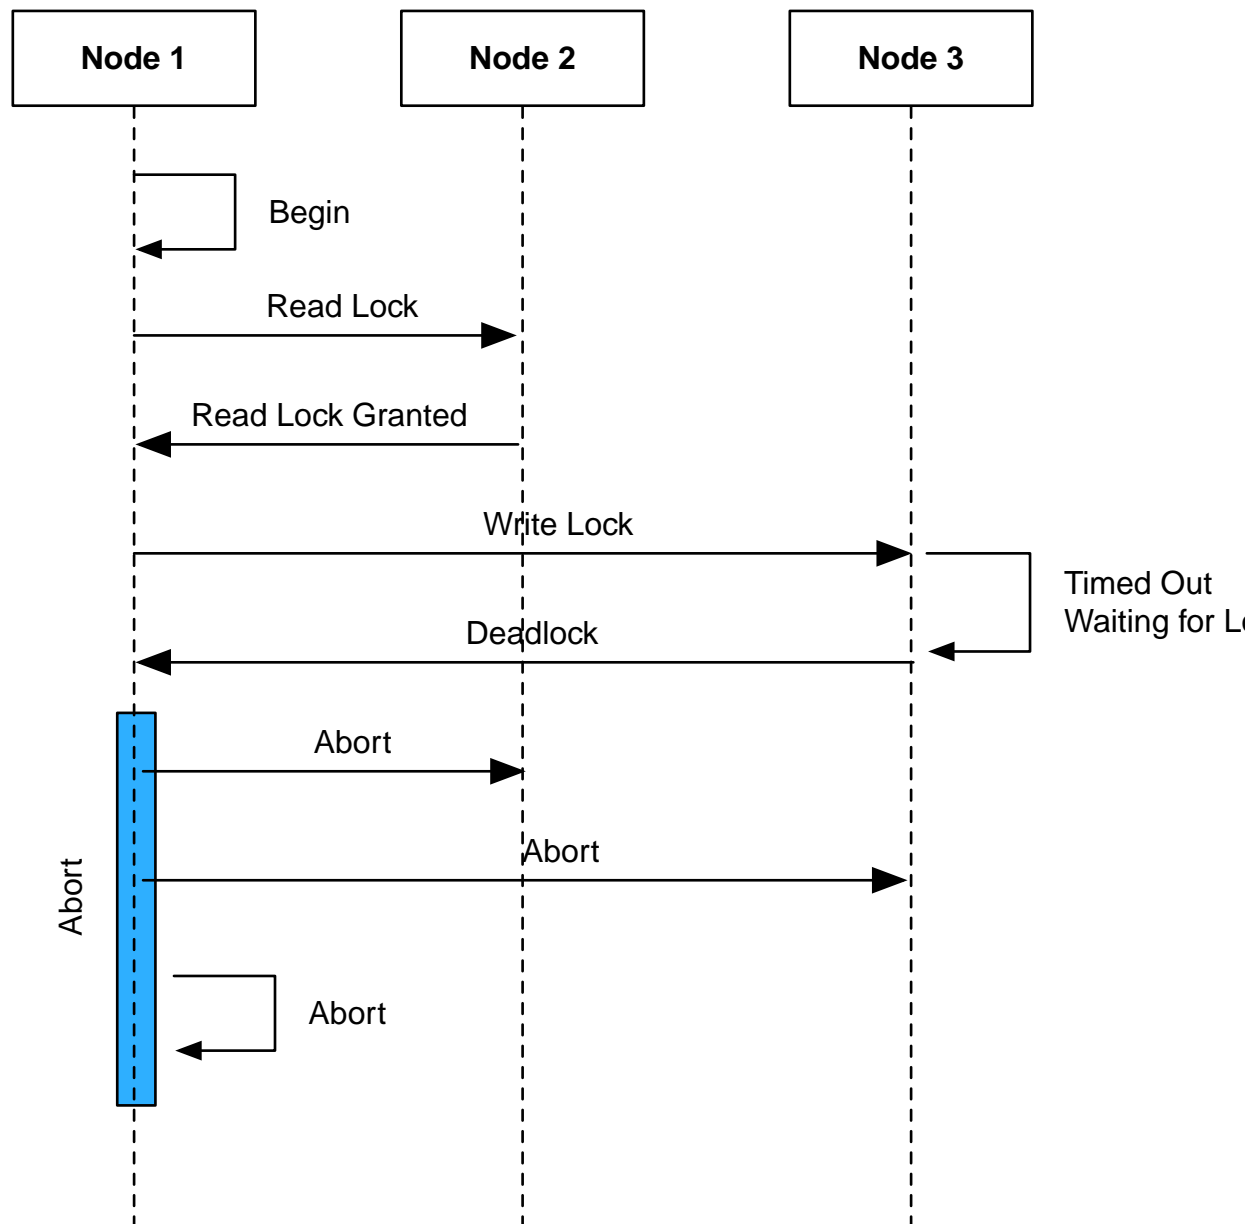 Node 1
Node 2
Node 3
Begin
Read Lock
Read Lock Granted
Write Lock
Timed Out
Waiting for
Deadlock
Abort
Abort
Abort
Abort